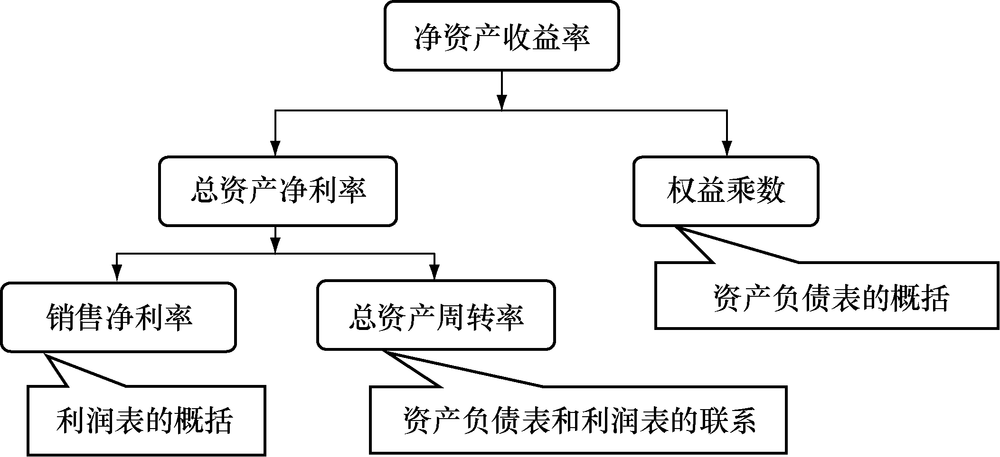 净资产收益率
总资产净利率
权益乘数
销售净利率
总资产周转率
资产负债表的概括
利润表的概括
资产负债表和利润表的联系